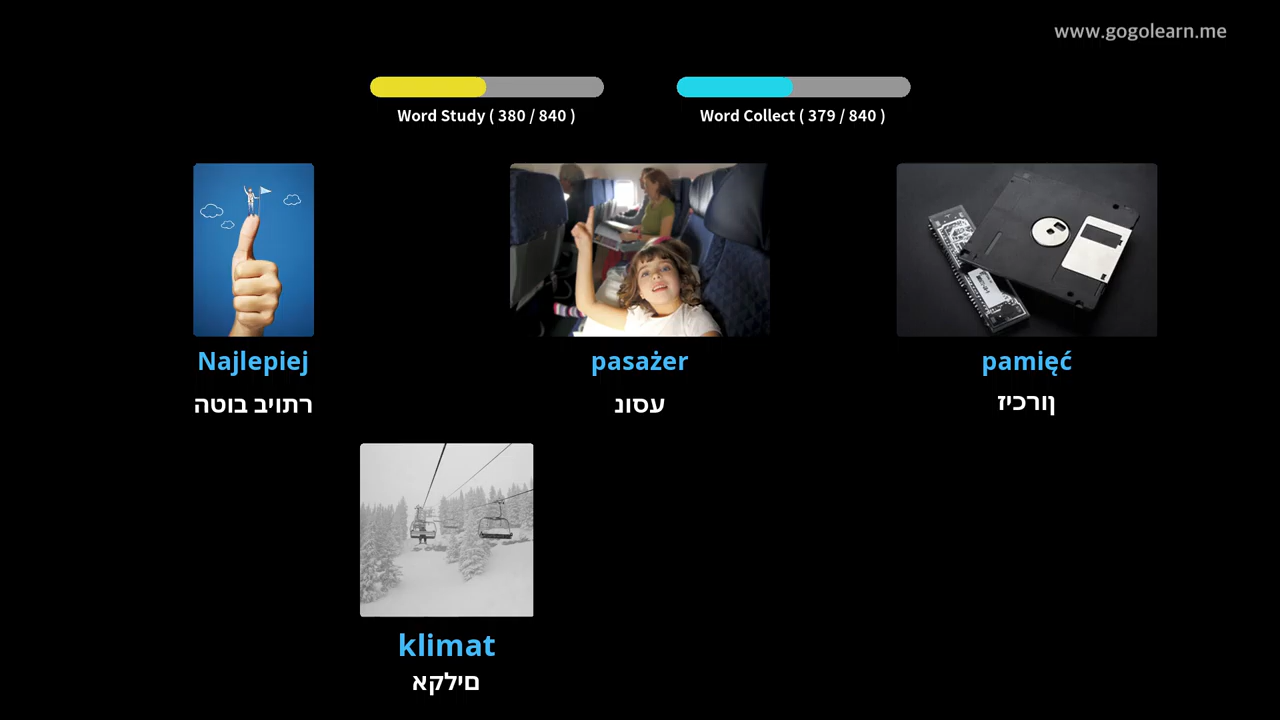 www.gogolearn.me
Word Study ( 380 / 840 )
Word Collect ( 379 / 840 )
Najlepiej
רתויב בוטה
pasażer
עסונ
pamięć
ןורכיז
klimat
םילקא